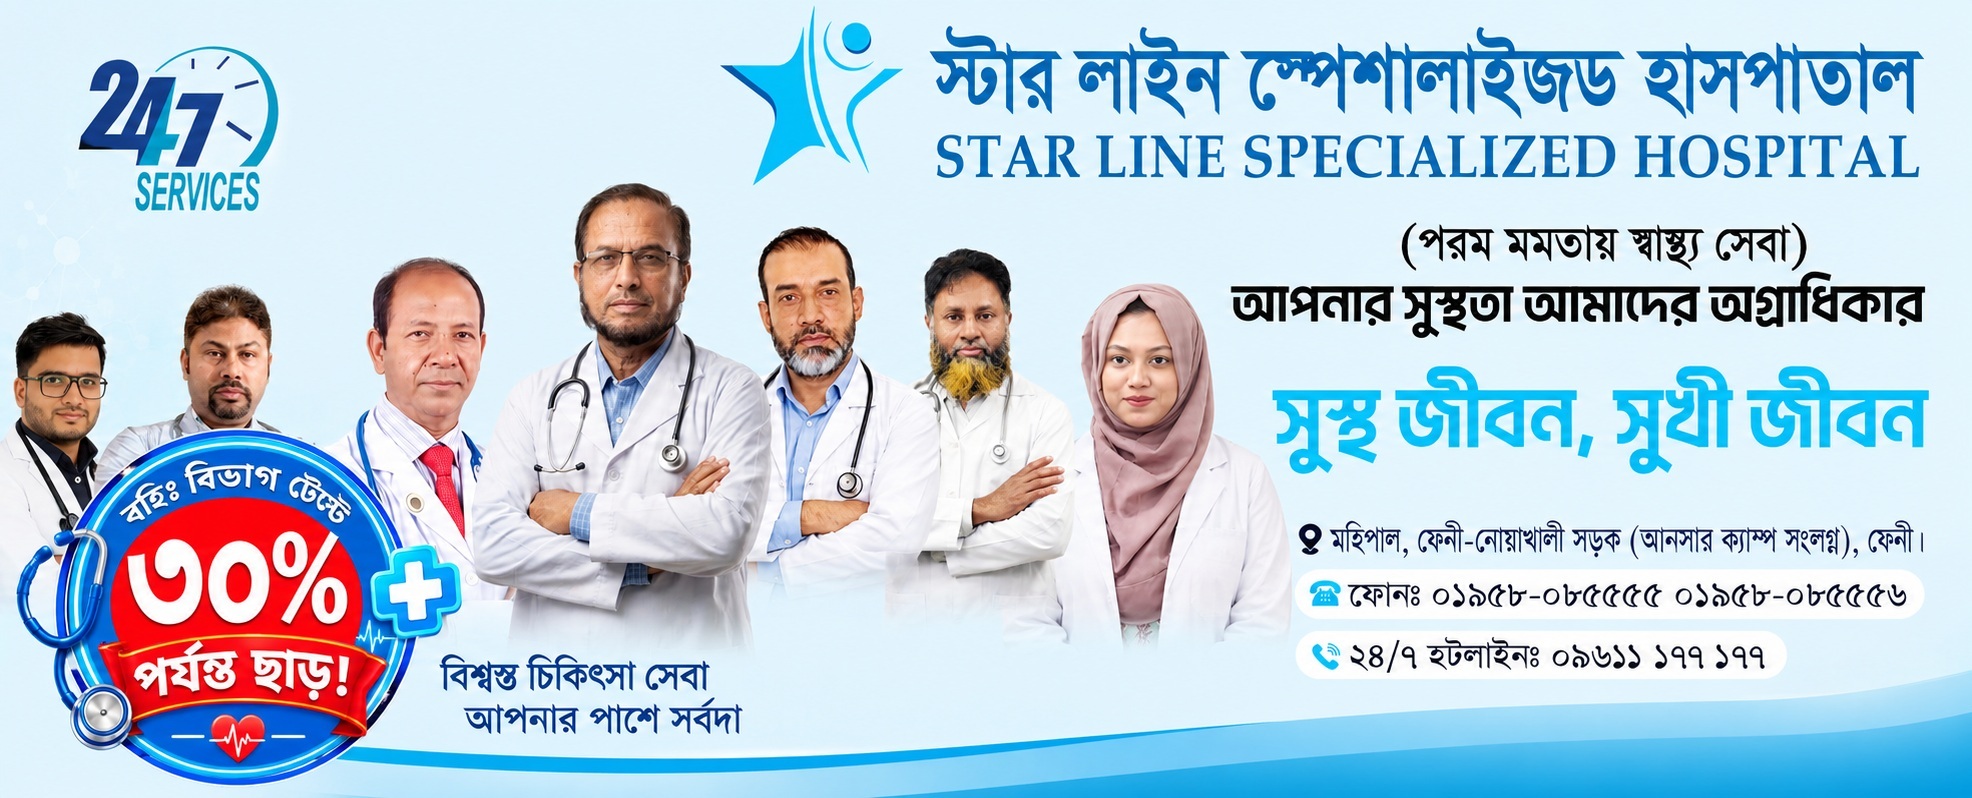 24/7
SERVICES
স্টার লাইন স্পেশালাইজড হাসপাতাল
STAR LINE SPECIALIZED HOSPITAL
(পরম মমতায় স্বাস্থ্য সেবা)
আপনার সুস্থতা আমাদের অগ্রাধিকার
সুস্থ জীবন, সুখী জীবন
মহিপাল, ফেনী-নোয়াখালী সড়ক (আনসার ক্যাম্প সংলগ্ন), ফেনী।
ফোনঃ ০১৯৫৮-০৮৫৫৫৫ ০১৯৫৮-০৮৫৫৫৬
২৪/৭ হটলাইনঃ ০৯৬১১ ১৭৭ ১৭৭
বহিঃ বিভাগ টেস্টে
৩০%
পর্যন্ত ছাড়!
বিশ্বস্ত চিকিৎসা সেবা
আপনার পাশে সর্বদা